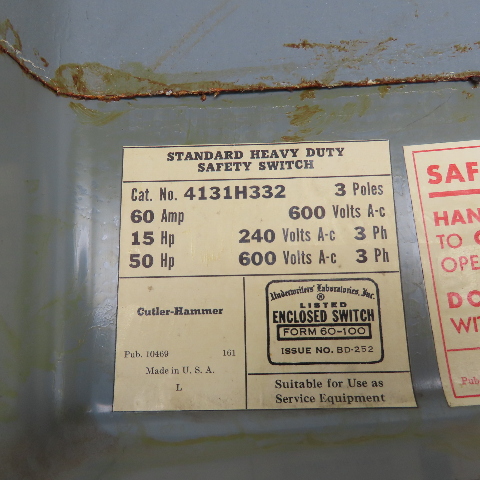 STANDARD HEAVY DUTY
SAFETY SWITCH
Cat. No. 4131H332 3 Poles
60 Amp 600 Volts A-c
15 Hp 240 Volts A-c 3 Ph
50 Hp 600 Volts A-c 3 Ph
Cutler-Hammer
Pub. 10469 161
Made in U. S. A.
L
Underwriters' Laboratories, Inc.
®
LISTED
ENCLOSED SWITCH
FORM 60-100
ISSUE NO. BD-252
Suitable for Use as
Service Equipment
SAF
HAN
TO
OPE
DO
WIT
Pub